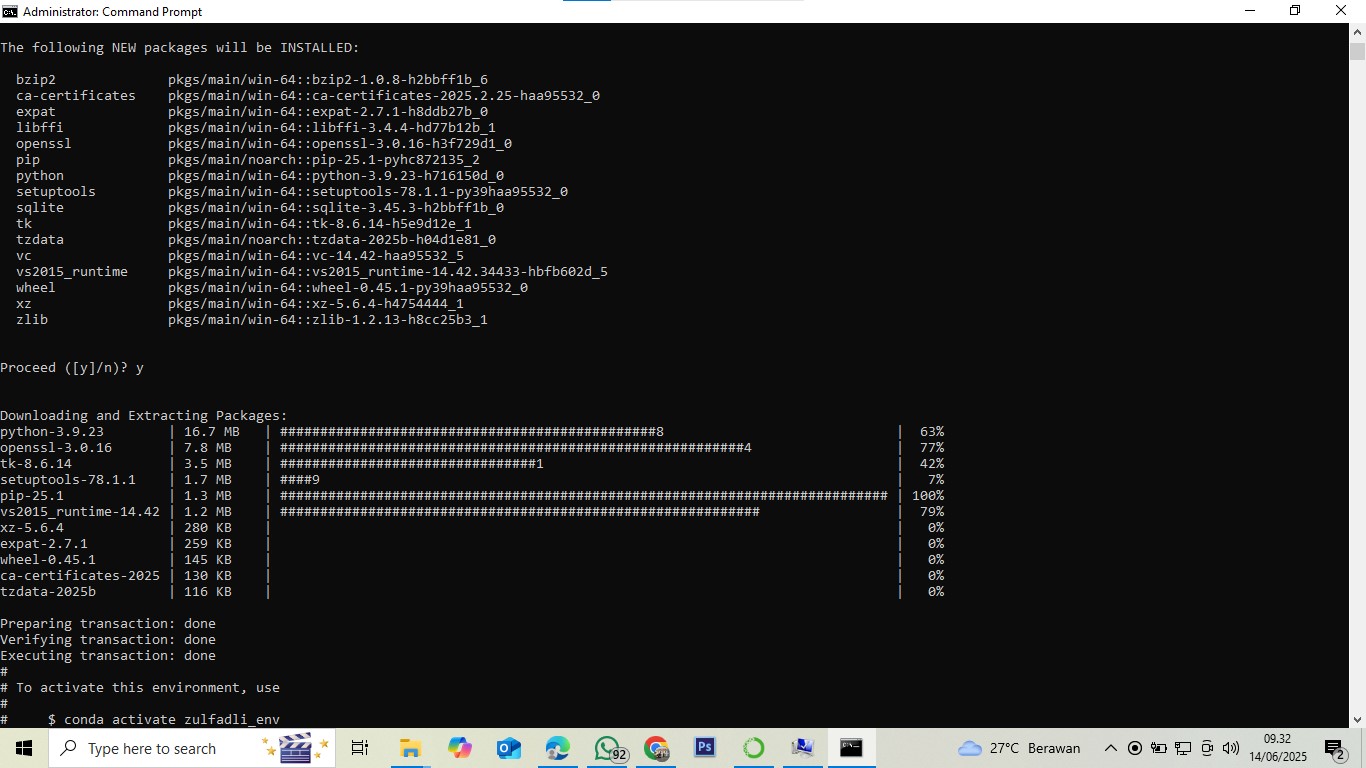 Administrator: Command Prompt
The following NEW packages will be INSTALLED:
bzip2 pkgs/main/win-64::bzip2-1.0.8-h2bbff1b_6
ca-certificates pkgs/main/win-64::ca-certificates-2025.2.25-haa95532_0
expat pkgs/main/win-64::expat-2.7.1-h8ddb27b_0
libffi pkgs/main/win-64::libffi-3.4.4-hd77b12b_1
openssl pkgs/main/win-64::openssl-3.0.16-h3f729d1_0
pip pkgs/main/noarch::pip-25.1-pyhc872135_2
python pkgs/main/win-64::python-3.9.23-h716150d_0
setuptools pkgs/main/win-64::setuptools-78.1.1-py39haa95532_0
sqlite pkgs/main/win-64::sqlite-3.45.3-h2bbff1b_0
tk pkgs/main/win-64::tk-8.6.14-h5e9d12e_1
tzdata pkgs/main/noarch::tzdata-2025b-h04d1e81_0
vc pkgs/main/win-64::vc-14.42-haa95532_5
vs2015_runtime pkgs/main/win-64::vs2015_runtime-14.42.34433-hbfb602d_5
wheel pkgs/main/win-64::wheel-0.45.1-py39haa95532_0
xz pkgs/main/win-64::xz-5.6.4-h4754444_1
zlib pkgs/main/win-64::zlib-1.2.13-h8cc25b3_1
Proceed ([y]/n)? y
Downloading and Extracting Packages:
python-3.9.23 | 16.7 MB | ###############################################8 | 63%
openssl-3.0.16 | 7.8 MB | ##########################################################4 | 77%
tk-8.6.14 | 3.5 MB | ################################1 | 42%
setuptools-78.1.1 | 1.7 MB | ####9 | 7%
pip-25.1 | 1.3 MB | ############################################################################ | 100%
vs2015_runtime-14.42 | 1.2 MB | ############################################################ | 79%
xz-5.6.4 | 280 KB | | 0%
expat-2.7.1 | 259 KB | | 0%
wheel-0.45.1 | 145 KB | | 0%
ca-certificates-2025 | 130 KB | | 0%
tzdata-2025b | 116 KB | | 0%
Preparing transaction: done
Verifying transaction: done
Executing transaction: done
#
# To activate this environment, use
#
# $ conda activate zulfadli_env
Type here to search
92
Ps
27°C Berawan
09.32
14/06/2025
2